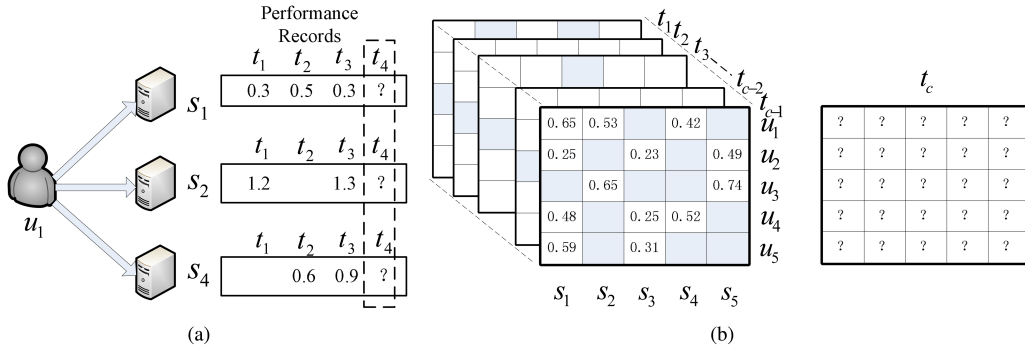 Performance
Records
t1 t2 t3 t4
s1 0.3 0.5 0.3 ?
t1 t2 t3 t4
s2 1.2 1.3 ?
u1
t1 t2 t3 t4
s4 0.6 0.9 ?
(a)
t1 t2 t3 tc-2 tc-1
0.65 0.53 0.42 u1
0.25 0.23 0.49 u2
0.65 0.74 u3
0.48 0.25 0.52 u4
0.59 0.31 u5
s1 s2 s3 s4 s5
tc
? ? ? ? ?
? ? ? ? ?
? ? ? ? ?
? ? ? ? ?
? ? ? ? ?
(b)